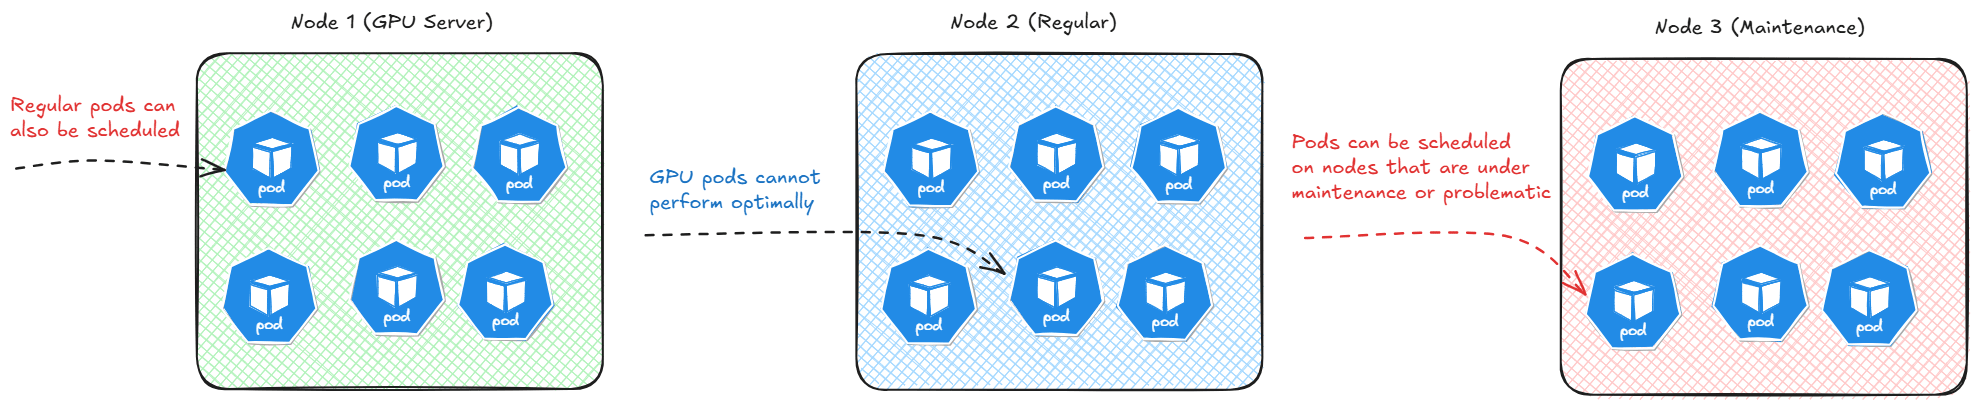 Node 1 (GPU Server)
Node 2 (Regular)
Node 3 (Maintenance)
Regular pods can
also be scheduled
pod
pod
pod
pod
pod
pod
GPU pods cannot
perform optimally
pod
pod
pod
pod
pod
pod
Pods can be scheduled
on nodes that are under
maintenance or problematic
pod
pod
pod
pod
pod
pod